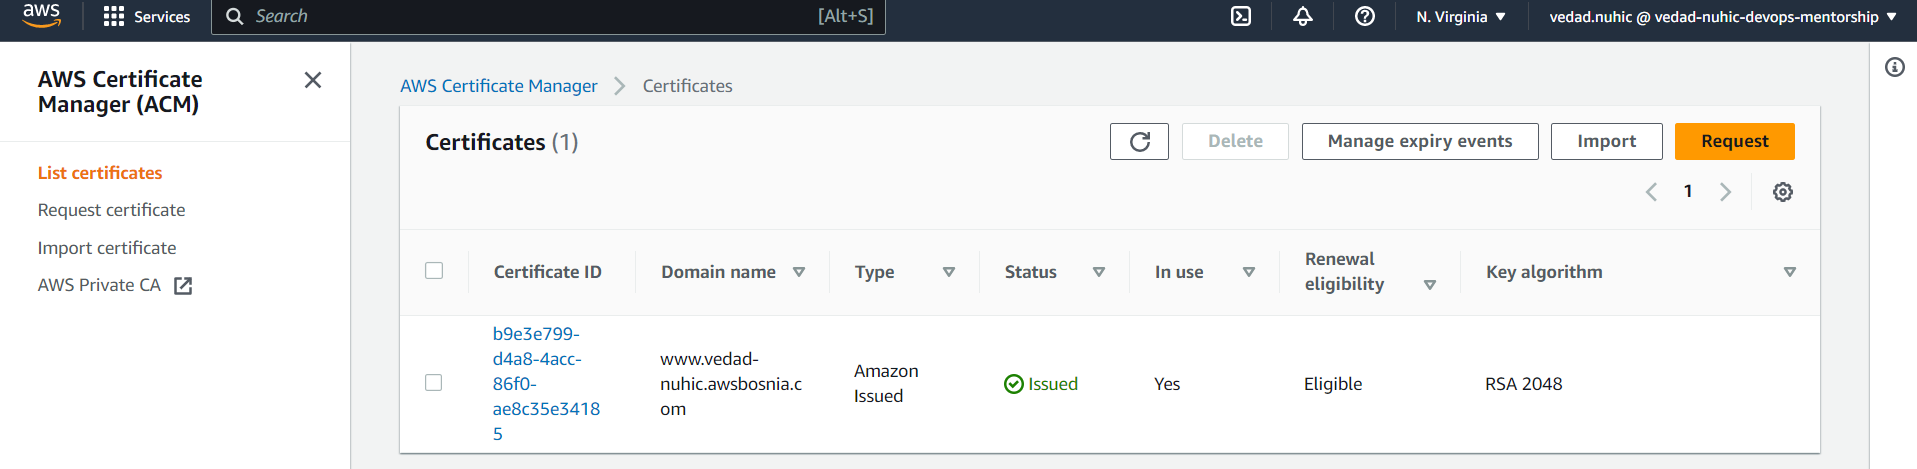 aws
Services
Search
[Alt+S]
N. Virginia
vedad.nuhic @ vedad-nuhic-devops-mentorship
AWS Certificate
Manager (ACM)
List certificates
Request certificate
Import certificate
AWS Private CA
AWS Certificate Manager
Certificates
Certificates (1)
Delete
Manage expiry events
Import
Request
1
Certificate ID
Domain name
Type
Status
In use
Renewal
eligibility
Key algorithm
b9e3e799-
d4a8-4acc-
86f0-
ae8c35e3418
5
www.vedad-
nuhic.awsbosnia.c
om
Amazon
Issued
Issued
Yes
Eligible
RSA 2048